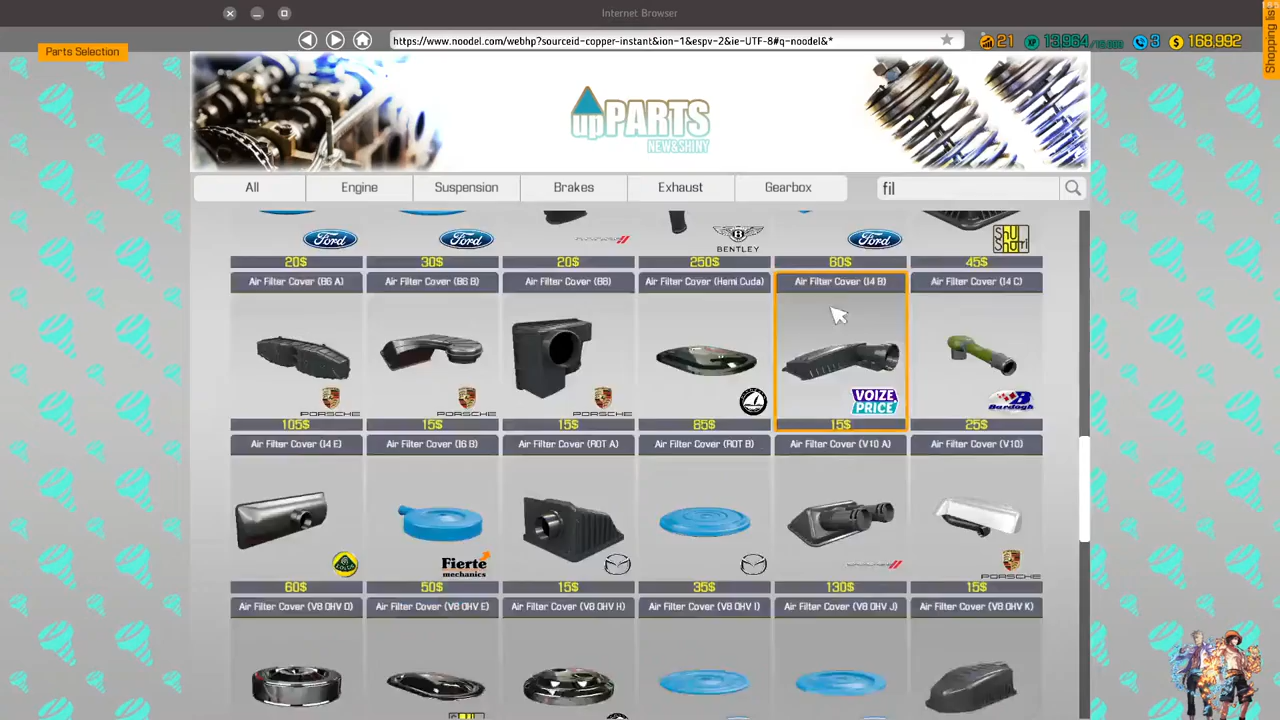 Internet Browser
Parts Selection
https://www.noodel.com/webhp?sourceid-copper-instant&ion-1&espv-2&ie-UTF-8#q-noodel&*
21
13,964
3
168,992
Shopping list
upPARTS
NEW&SHINY
All
Engine
Suspension
Brakes
Exhaust
Gearbox
fil
Ford
Ford
BENTLEY
Ford
Shu Shuri
20$
30$
20$
250$
60$
45$
Air Filter Cover (B6 A)
Air Filter Cover (B6 B)
Air Filter Cover (B8)
Air Filter Cover (Hemi Cuda)
Air Filter Cover (I4 B)
Air Filter Cover (I4 C)
PORSCHE
PORSCHE
PORSCHE
VOIZE PRICE
Bardogh
105$
15$
15$
85$
15$
25$
Air Filter Cover (I4 E)
Air Filter Cover (I6 B)
Air Filter Cover (ROT A)
Air Filter Cover (ROT B)
Air Filter Cover (V10 A)
Air Filter Cover (V10)
Fierte mechanics
PORSCHE
60$
50$
15$
35$
130$
15$
Air Filter Cover (V8 OHV D)
Air Filter Cover (V8 OHV E)
Air Filter Cover (V8 OHV H)
Air Filter Cover (V8 OHV I)
Air Filter Cover (V8 OHV J)
Air Filter Cover (V8 OHV K)